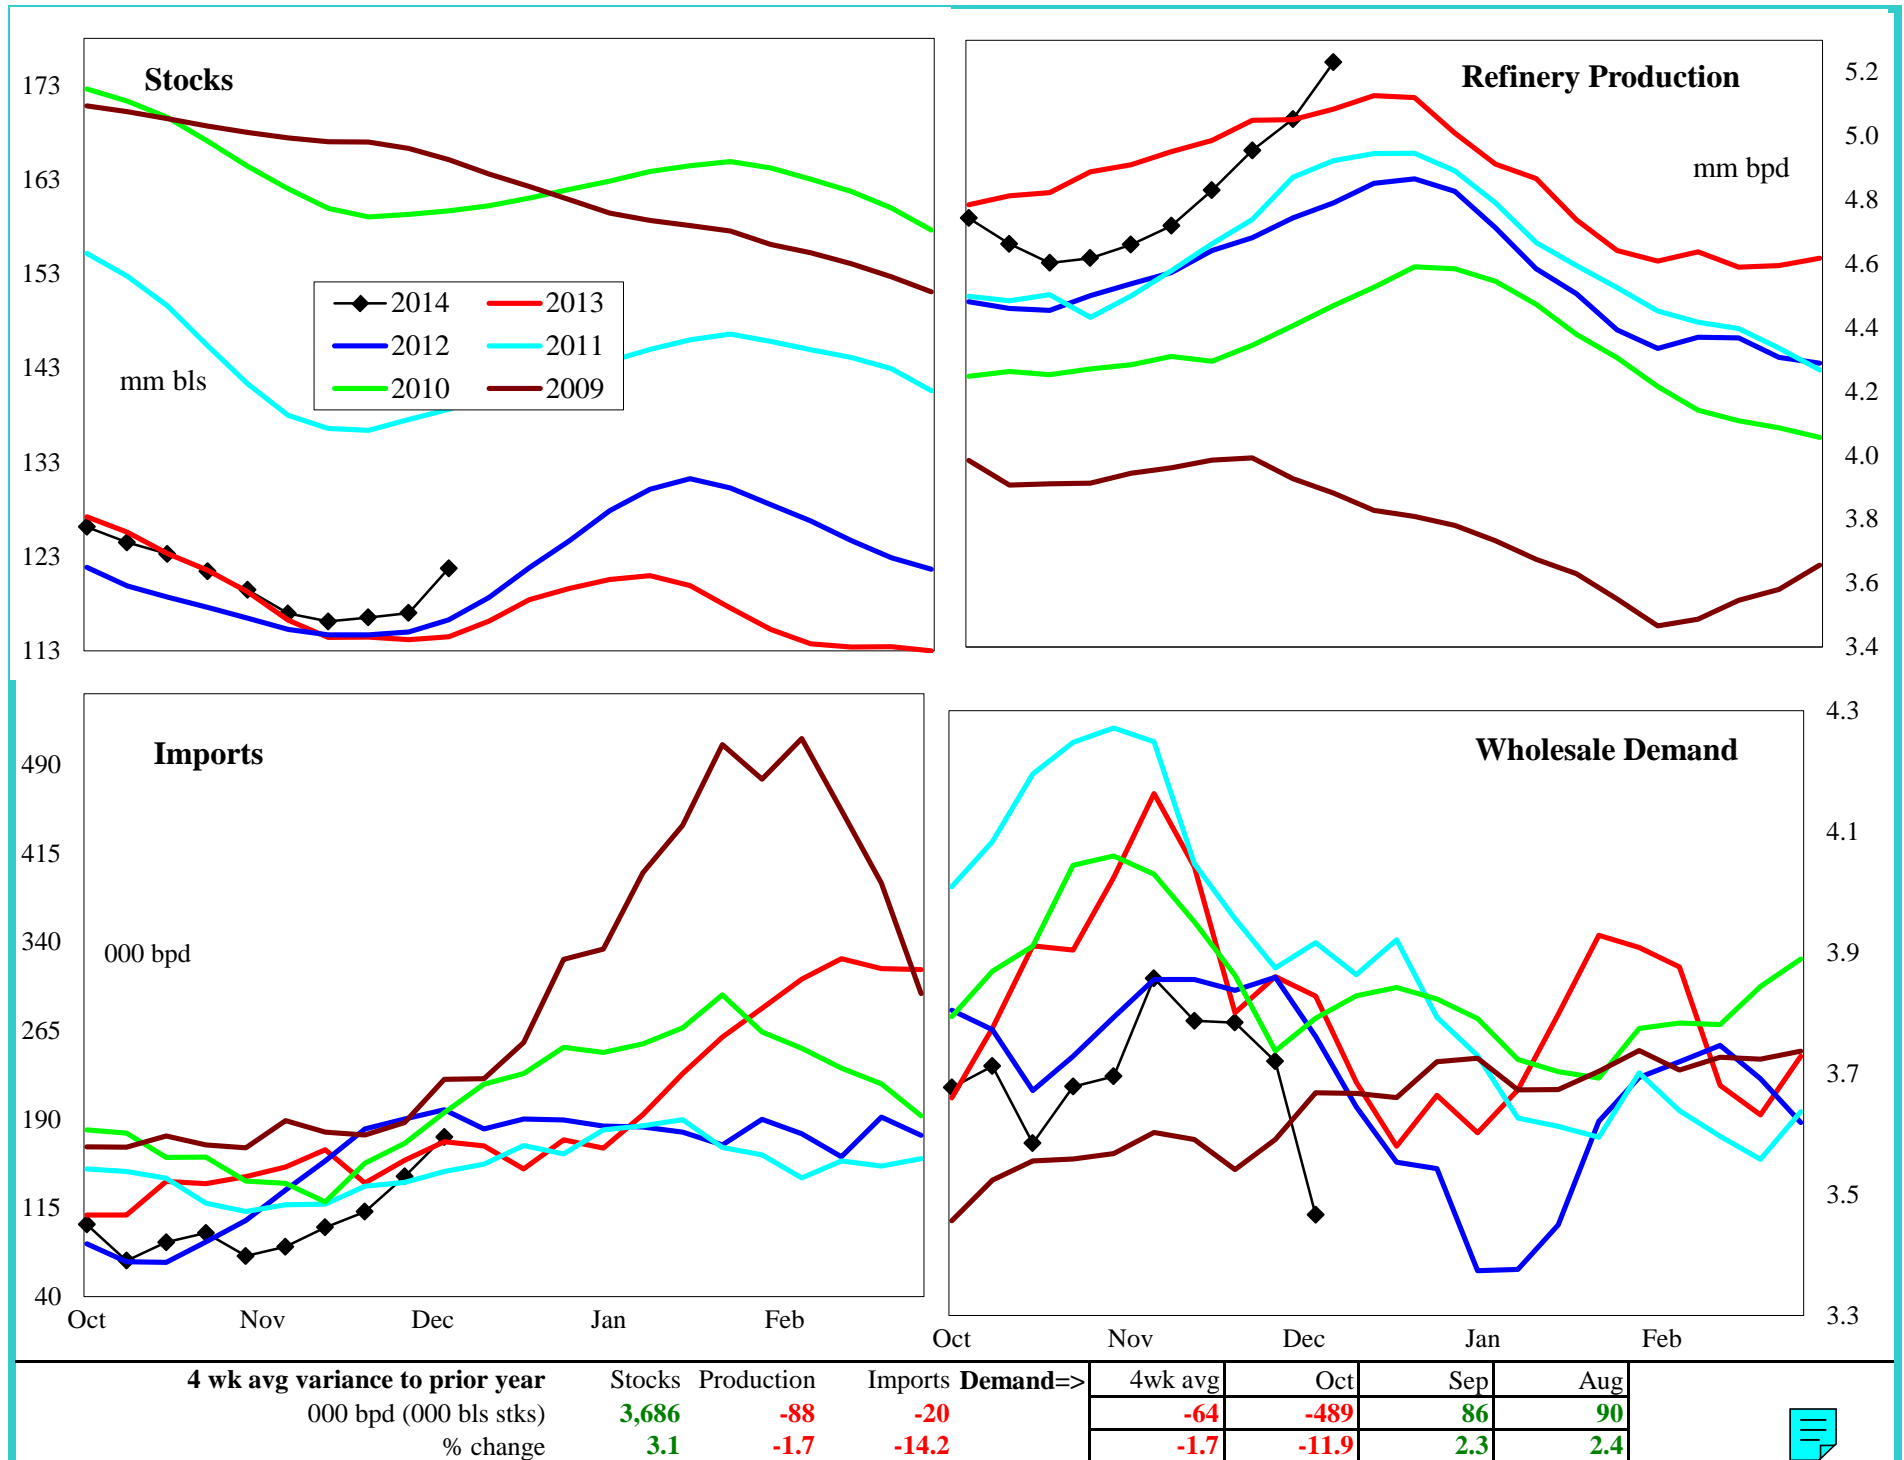 Stocks
173
163
153
143
133
123
113
mm bls
2014 2013
2012 2011
2010 2009
Refinery Production
mm bpd
5.2
5.0
4.8
4.6
4.4
4.2
4.0
3.8
3.6
3.4
Imports
490
415
340
265
190
115
40
000 bpd
Oct Nov Dec Jan Feb
Wholesale Demand
4.3
4.1
3.9
3.7
3.5
3.3
Oct Nov Dec Jan Feb
4 wk avg variance to prior year Stocks Production Imports Demand=> 4wk avg Oct Sep Aug
000 bpd (000 bls stks) 3,686 -88 -20 -64 -489 86 90
% change 3.1 -1.7 -14.2 -1.7 -11.9 2.3 2.4